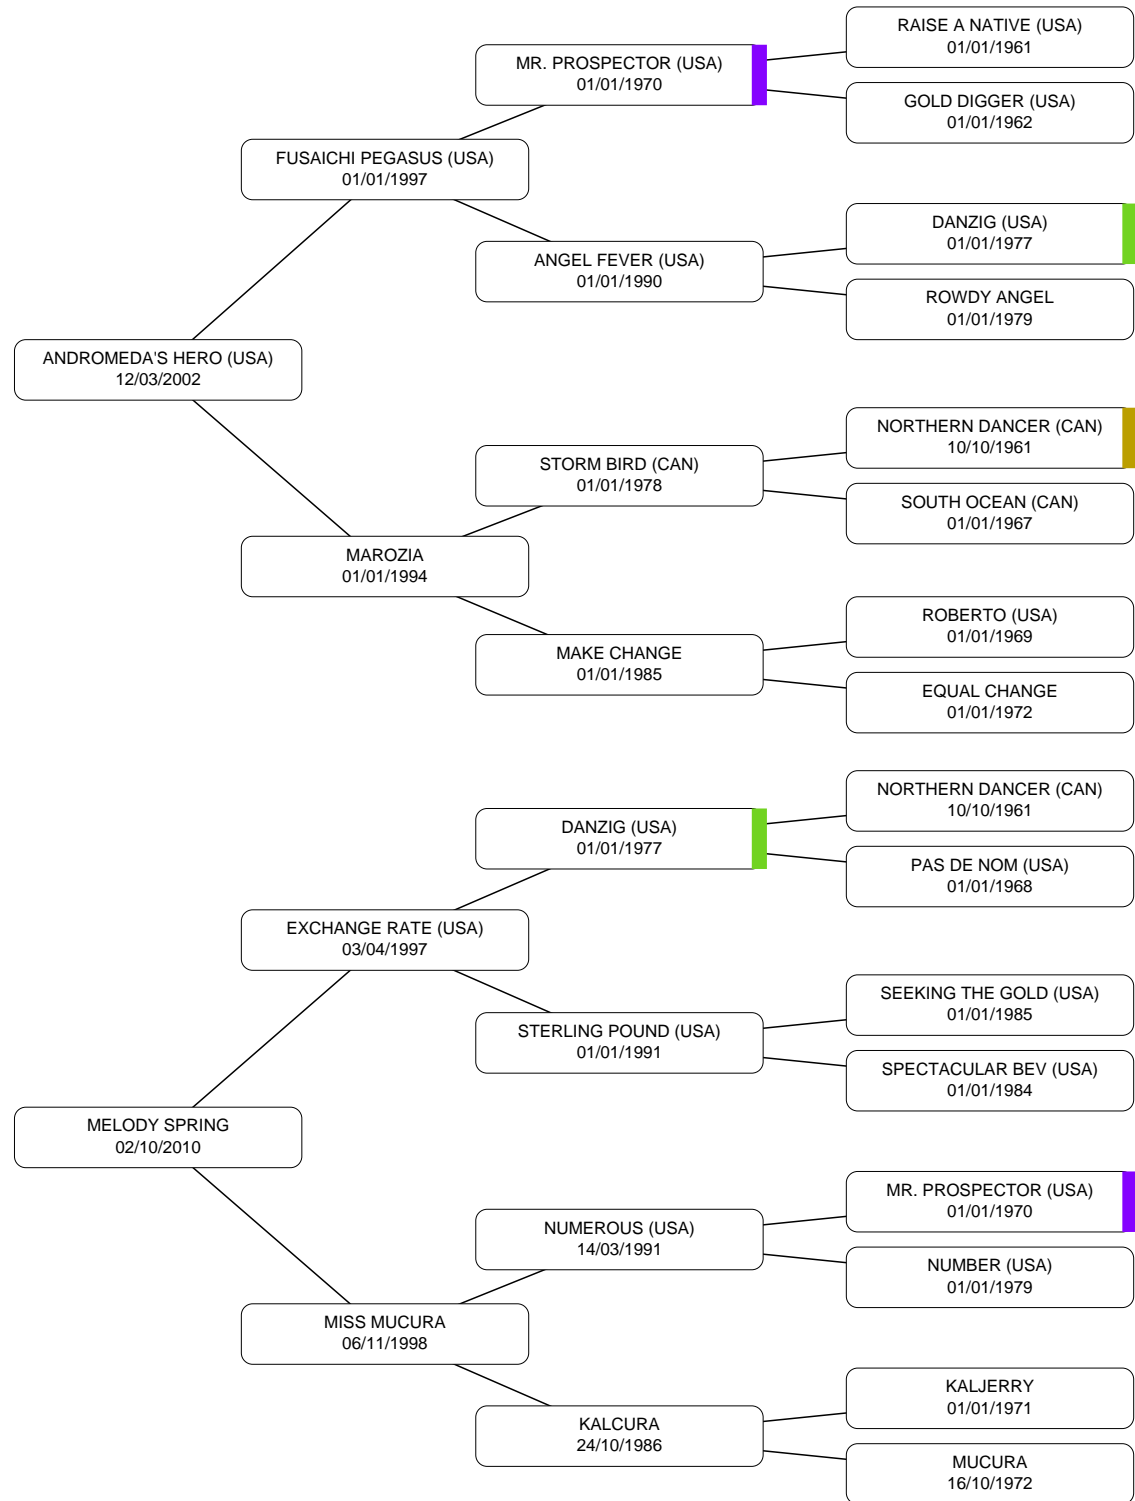 RAISE A NATIVE (USA)
01/01/1961
MR. PROSPECTOR (USA)
01/01/1970
GOLD DIGGER (USA)
01/01/1962
FUSAICHI PEGASUS (USA)
01/01/1997
DANZIG (USA)
01/01/1977
ANGEL FEVER (USA)
01/01/1990
ROWDY ANGEL
01/01/1979
ANDROMEDA'S HERO (USA)
12/03/2002
NORTHERN DANCER (CAN)
10/10/1961
STORM BIRD (CAN)
01/01/1978
SOUTH OCEAN (CAN)
01/01/1967
MAROZIA
01/01/1994
ROBERTO (USA)
01/01/1969
MAKE CHANGE
01/01/1985
EQUAL CHANGE
01/01/1972
NORTHERN DANCER (CAN)
10/10/1961
DANZIG (USA)
01/01/1977
PAS DE NOM (USA)
01/01/1968
EXCHANGE RATE (USA)
03/04/1997
SEEKING THE GOLD (USA)
01/01/1985
STERLING POUND (USA)
01/01/1991
SPECTACULAR BEV (USA)
01/01/1984
MELODY SPRING
02/10/2010
MR. PROSPECTOR (USA)
01/01/1970
NUMEROUS (USA)
14/03/1991
NUMBER (USA)
01/01/1979
MISS MUCURA
06/11/1998
KALJERRY
01/01/1971
KALCURA
24/10/1986
MUCURA
16/10/1972